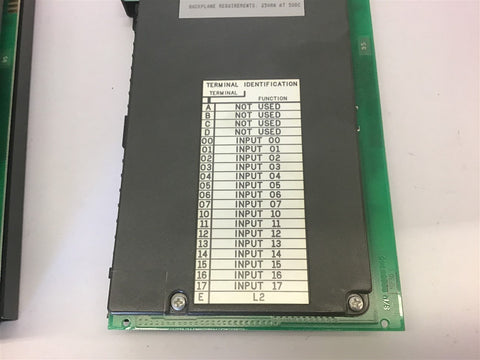 BACKPLANE REQUIREMENTS:
TERMINAL IDENTIFICATION
TERMINAL
FUNCTION
A NOT USED
B NOT USED
C NOT USED
D NOT USED
00 INPUT 00
01 INPUT 01
02 INPUT 02
03 INPUT 03
04 INPUT 04
05 INPUT 05
06 INPUT 06
07 INPUT 07
10 INPUT 10
11 INPUT 11
12 INPUT 12
13 INPUT 13
14 INPUT 14
15 INPUT 15
16 INPUT 16
17 INPUT 17
E L2